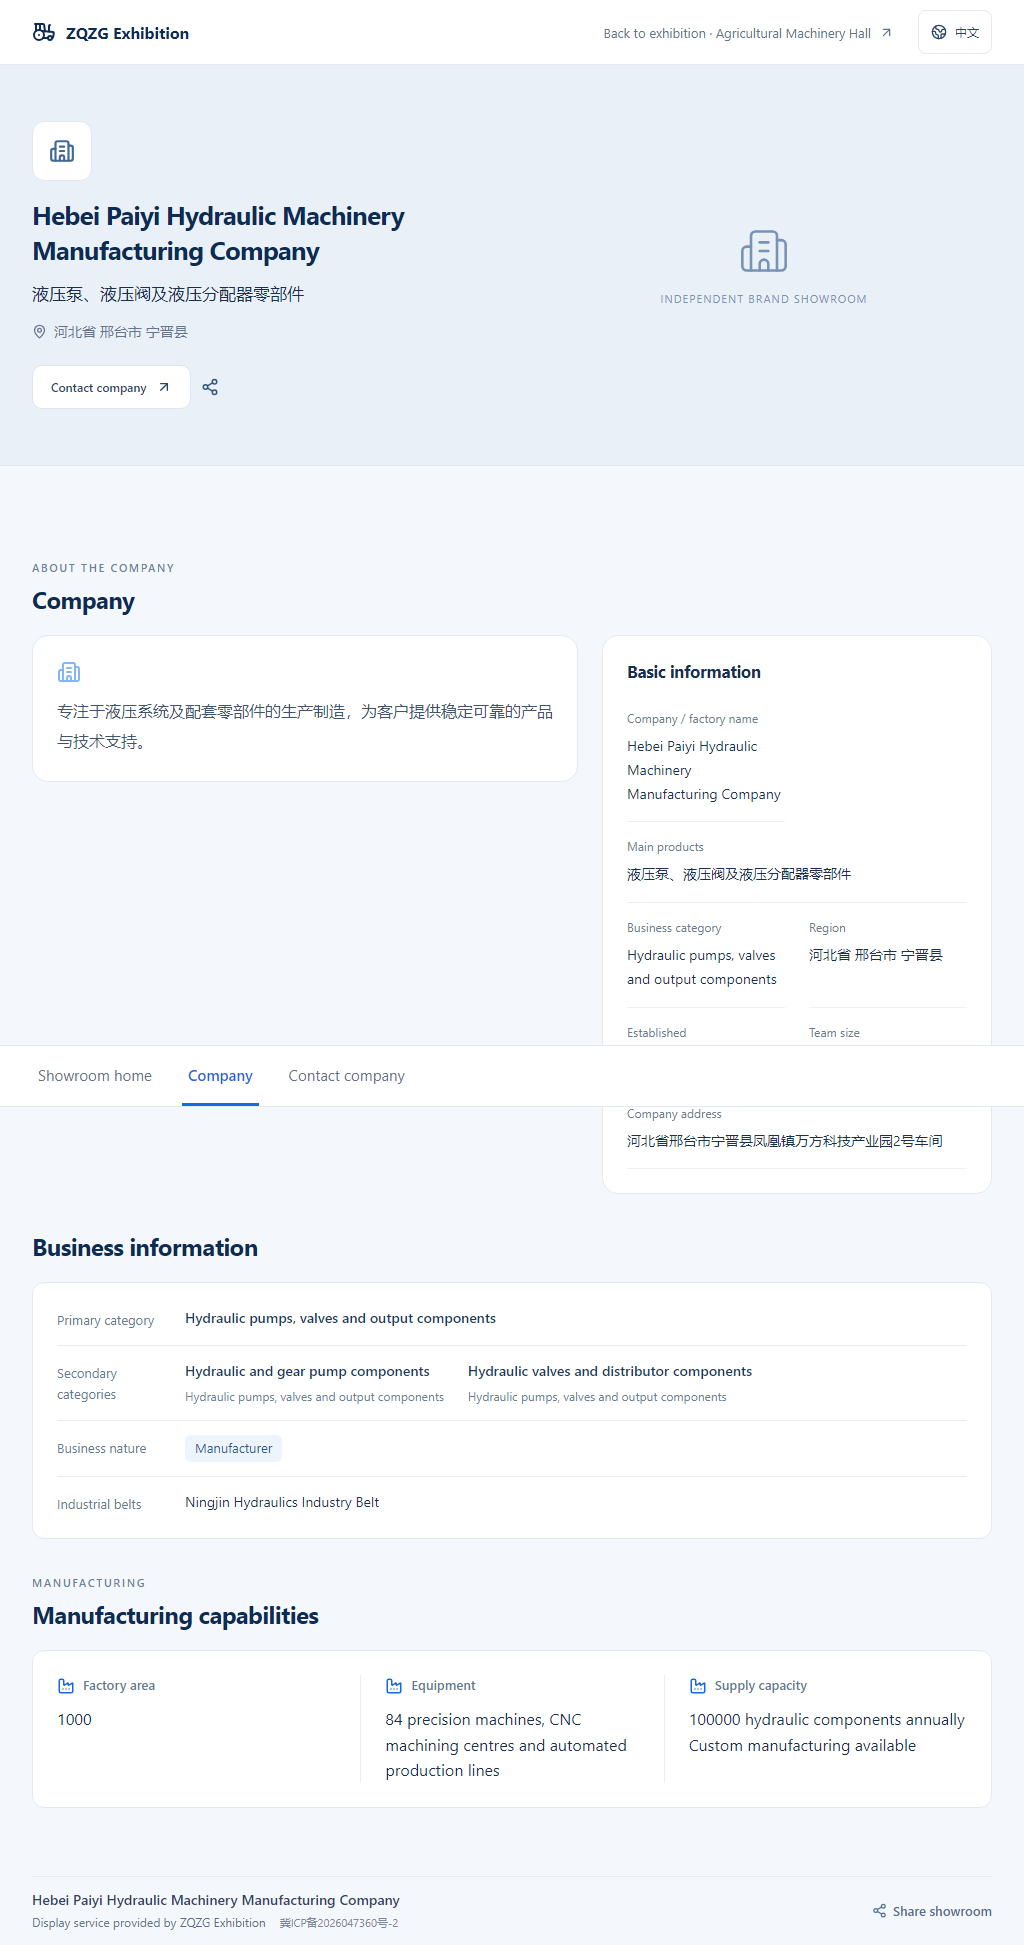 ZQZG Exhibition
Back to exhibition · Agricultural Machinery Hall
中文
Hebei Paiyi Hydraulic Machinery
Manufacturing Company
液压泵、液压阀及液压分配器零部件
河北省 邢台市 宁晋县
Contact company
INDEPENDENT BRAND SHOWROOM
ABOUT THE COMPANY
Company
专注于液压系统及配套零部件的生产制造，为客户提供稳定可靠的产品
与技术支持。
Basic information
Company / factory name
Hebei Paiyi Hydraulic
Machinery
Manufacturing Company
Main products
液压泵、液压阀及液压分配器零部件
Business category
Region
Hydraulic pumps, valves
and output components
河北省 邢台市 宁晋县
Established
Team size
Showroom home
Company
Contact company
Company address
河北省邢台市宁晋县凤凰镇万方科技产业园2号车间
Business information
Primary category
Hydraulic pumps, valves and output components
Secondary
categories
Hydraulic and gear pump components
Hydraulic pumps, valves and output components
Hydraulic valves and distributor components
Hydraulic pumps, valves and output components
Business nature
Manufacturer
Industrial belts
Ningjin Hydraulics Industry Belt
MANUFACTURING
Manufacturing capabilities
Factory area
1000
Equipment
84 precision machines, CNC
machining centres and automated
production lines
Supply capacity
100000 hydraulic components annually
Custom manufacturing available
Hebei Paiyi Hydraulic Machinery Manufacturing Company
Display service provided by ZQZG Exhibition
冀ICP备2026047360号-2
Share showroom